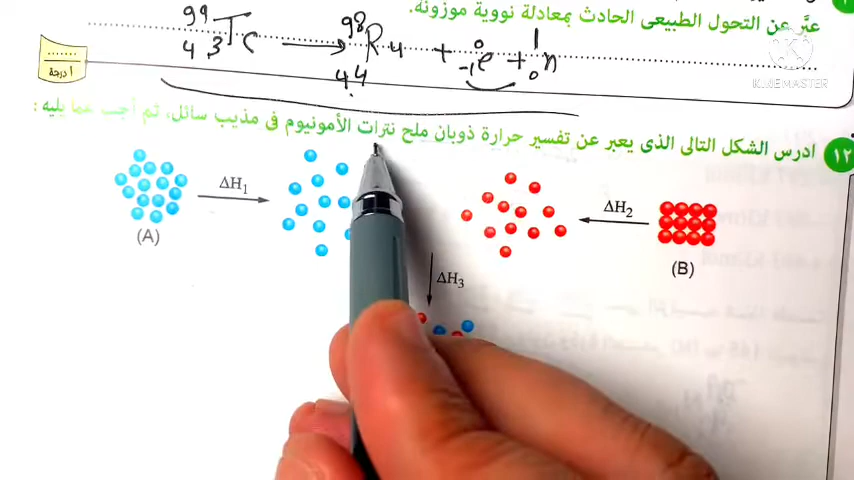 عبّر عن التحول الطبيعى الحادث بمعادلة نووية موزونة.
99 98 0 1
Tc → Ru + e + n
43 44 -1 0
درجة
KINEMASTER
١٢ ادرس الشكل التالى الذى يعبر عن تفسير حرارة ذوبان ملح نترات الأمونيوم فى مذيب سائل، ثم أجب عما يليه :
ΔH₁ ΔH₂
(A) (B)
ΔH₃